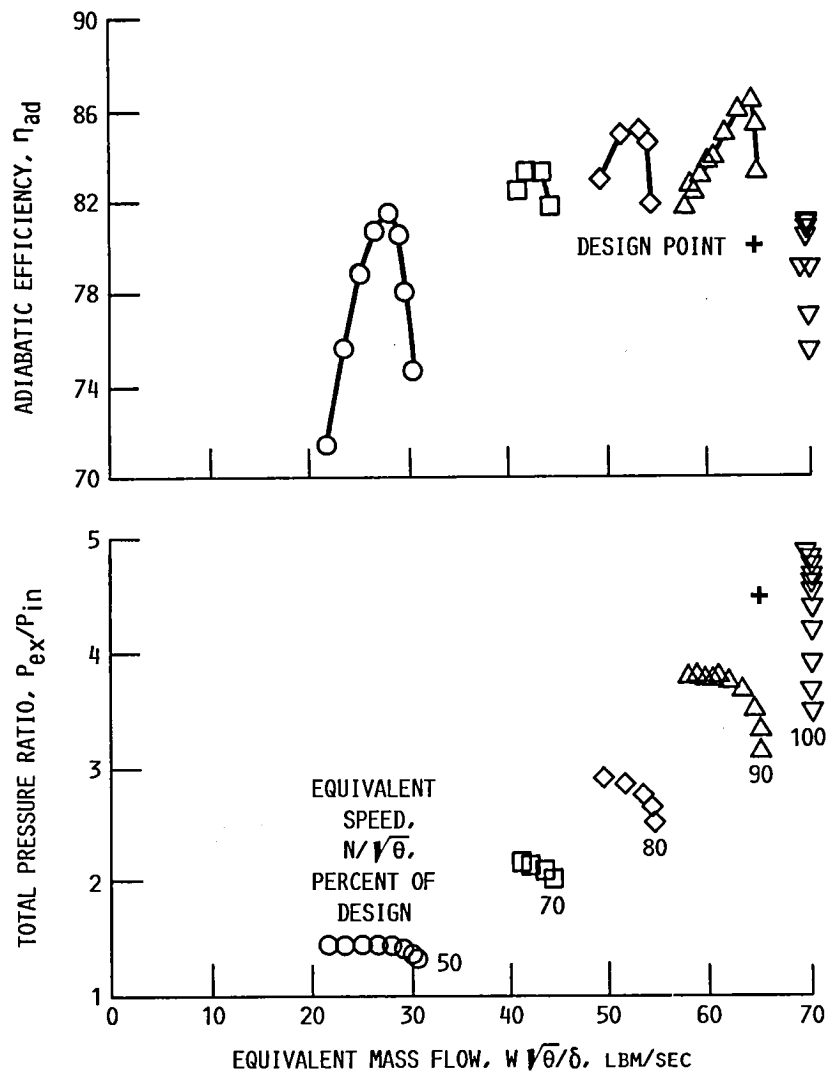 90
86
82
78
74
70
ADIABATIC EFFICIENCY, ηad
DESIGN POINT
5
4
3
2
1
TOTAL PRESSURE RATIO, Pex/Pin
EQUIVALENT
SPEED,
N/√θ,
PERCENT OF
DESIGN
50
70
80
90
100
0 10 20 30 40 50 60 70
EQUIVALENT MASS FLOW, W√θ/δ, LBM/SEC